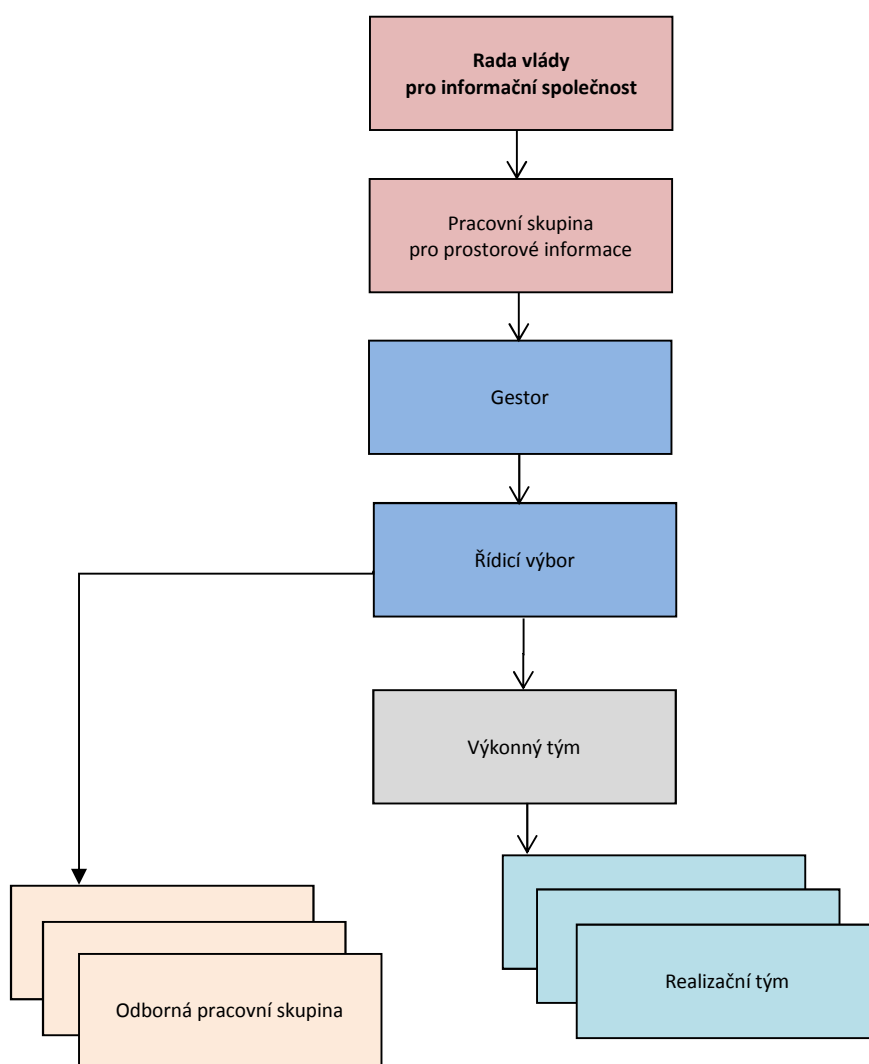 Rada vlády
pro informační společnost
Pracovní skupina
pro prostorové informace
Gestor
Řídicí výbor
Výkonný tým
Realizační tým
Odborná pracovní skupina